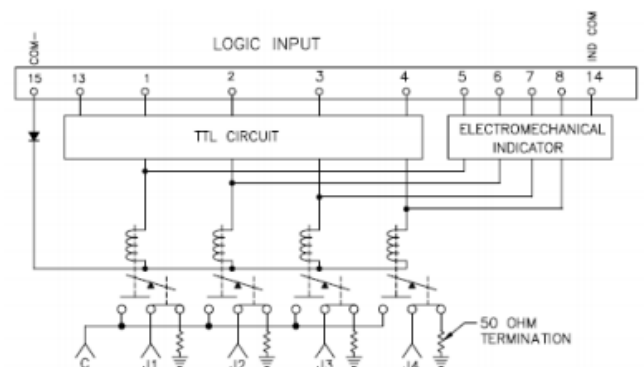 COM-
LOGIC INPUT
IND COM
15 13 1 2 3 4 5 6 7 8 14
TTL CIRCUIT
ELECTROMECHANICAL
INDICATOR
50 OHM
TERMINATION
C J1 J2 J3 J4